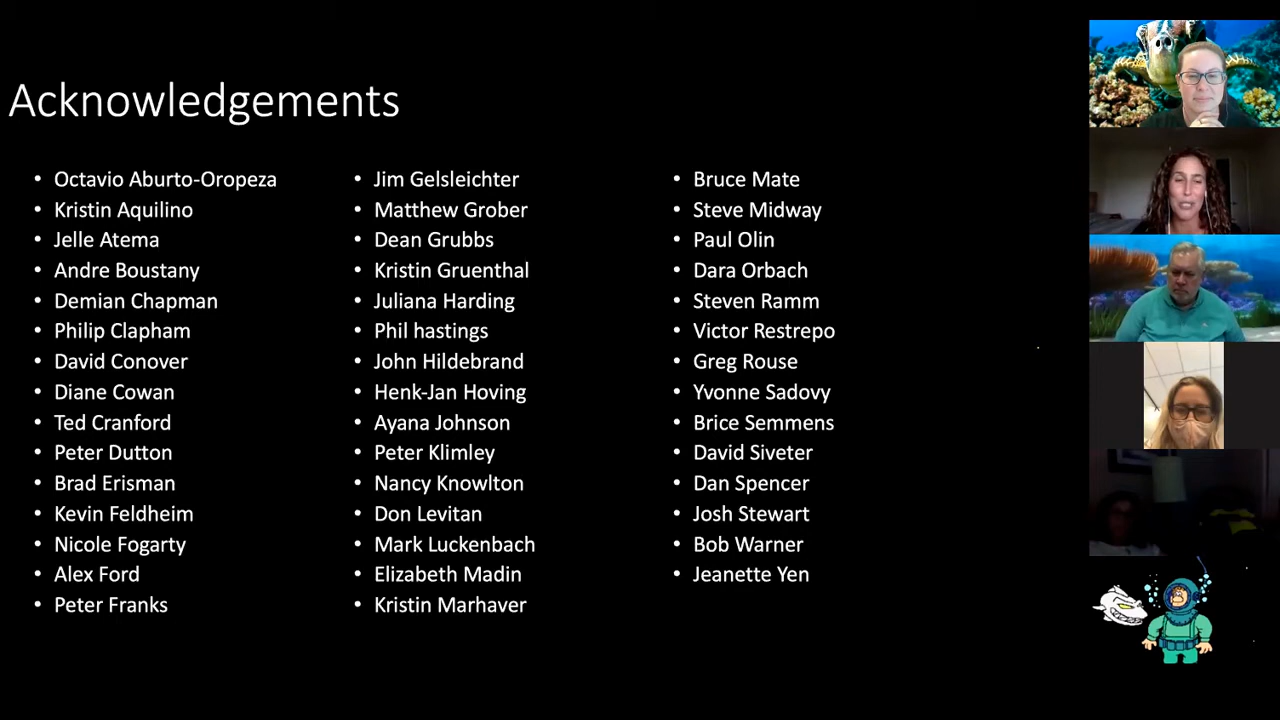 Acknowledgements
• Octavio Aburto-Oropeza
• Kristin Aquilino
• Jelle Atema
• Andre Boustany
• Demian Chapman
• Philip Clapham
• David Conover
• Diane Cowan
• Ted Cranford
• Peter Dutton
• Brad Erisman
• Kevin Feldheim
• Nicole Fogarty
• Alex Ford
• Peter Franks
• Jim Gelsleichter
• Matthew Grober
• Dean Grubbs
• Kristin Gruenthal
• Juliana Harding
• Phil hastings
• John Hildebrand
• Henk-Jan Hoving
• Ayana Johnson
• Peter Klimley
• Nancy Knowlton
• Don Levitan
• Mark Luckenbach
• Elizabeth Madin
• Kristin Marhaver
• Bruce Mate
• Steve Midway
• Paul Olin
• Dara Orbach
• Steven Ramm
• Victor Restrepo
• Greg Rouse
• Yvonne Sadovy
• Brice Semmens
• David Siveter
• Dan Spencer
• Josh Stewart
• Bob Warner
• Jeanette Yen